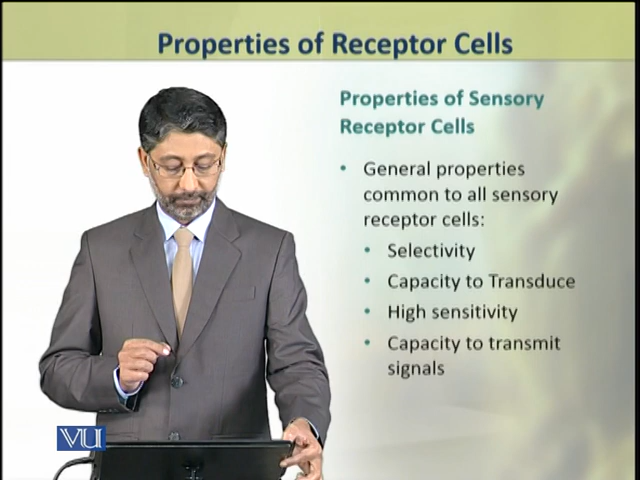 Properties of Receptor Cells
Properties of Sensory
Receptor Cells
• General properties
common to all sensory
receptor cells:
• Selectivity
• Capacity to Transduce
• High sensitivity
• Capacity to transmit
signals
VU